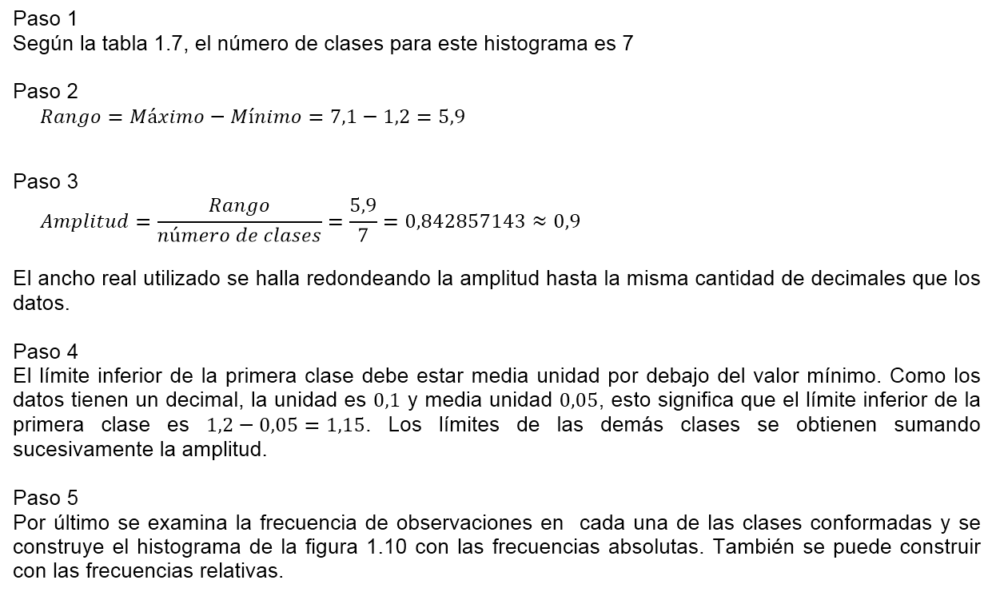 Paso 1
Según la tabla 1.7, el número de clases para este histograma es 7
Paso 2
Rango = Máximo − Mínimo = 7,1 − 1,2 = 5,9
Paso 3
Amplitud = Rango / número de clases = 5,9 / 7 = 0,842857143 ≈ 0,9
El ancho real utilizado se halla redondeando la amplitud hasta la misma cantidad de decimales que los
datos.
Paso 4
El límite inferior de la primera clase debe estar media unidad por debajo del valor mínimo. Como los
datos tienen un decimal, la unidad es 0,1 y media unidad 0,05, esto significa que el límite inferior de la
primera clase es 1,2 − 0,05 = 1,15. Los límites de las demás clases se obtienen sumando
sucesivamente la amplitud.
Paso 5
Por último se examina la frecuencia de observaciones en cada una de las clases conformadas y se
construye el histograma de la figura 1.10 con las frecuencias absolutas. También se puede construir
con las frecuencias relativas.